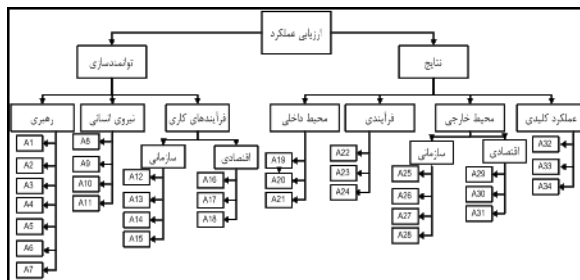 ارزیابی عملکرد
نتایج
توانمندسازی
عملکرد کلیدی
محیط خارجی
فرآیندی
محیط داخلی
فرآیندهای کاری
نیروی انسانی
رهبری
اقتصادی
سازمانی
اقتصادی
سازمانی
A32
A33
A34
A29
A30
A31
A25
A26
A27
A28
A22
A23
A24
A19
A20
A21
A16
A17
A18
A12
A13
A14
A15
A8
A9
A10
A11
A1
A2
A3
A4
A5
A6
A7